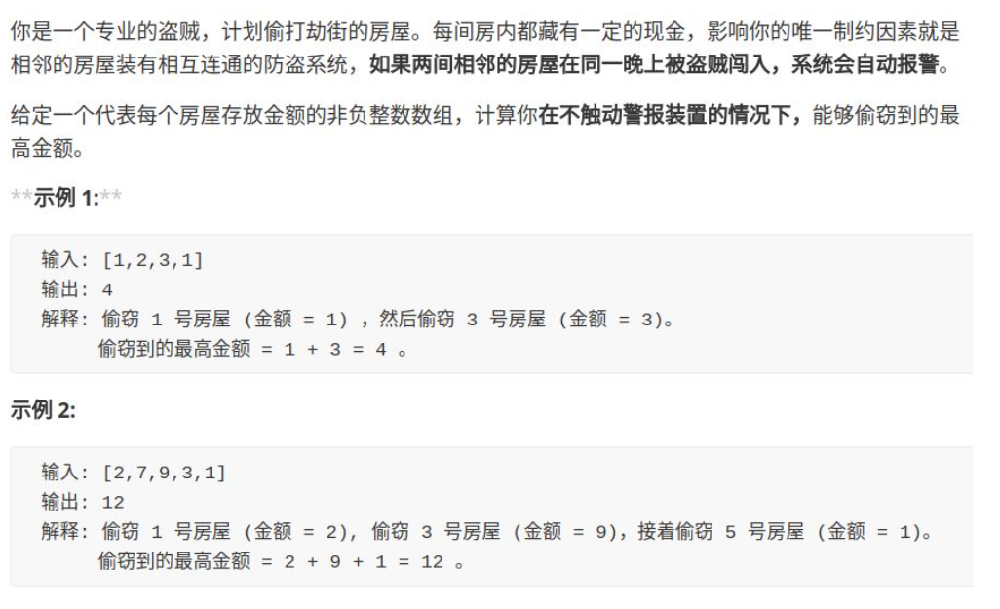 你是一个专业的盗贼，计划偷打劫街的房屋。每间房内都藏有一定的现金，影响你的唯一制约因素就是
相邻的房屋装有相互连通的防盗系统，如果两间相邻的房屋在同一晚上被盗贼闯入，系统会自动报警。
给定一个代表每个房屋存放金额的非负整数数组，计算你在不触动警报装置的情况下，能够偷窃到的最
高金额。
**示例 1:**
输入: [1,2,3,1]
输出: 4
解释: 偷窃 1 号房屋 (金额 = 1) ，然后偷窃 3 号房屋 (金额 = 3)。
偷窃到的最高金额 = 1 + 3 = 4 。
示例 2:
输入: [2,7,9,3,1]
输出: 12
解释: 偷窃 1 号房屋 (金额 = 2), 偷窃 3 号房屋 (金额 = 9)，接着偷窃 5 号房屋 (金额 = 1)。
偷窃到的最高金额 = 2 + 9 + 1 = 12 。